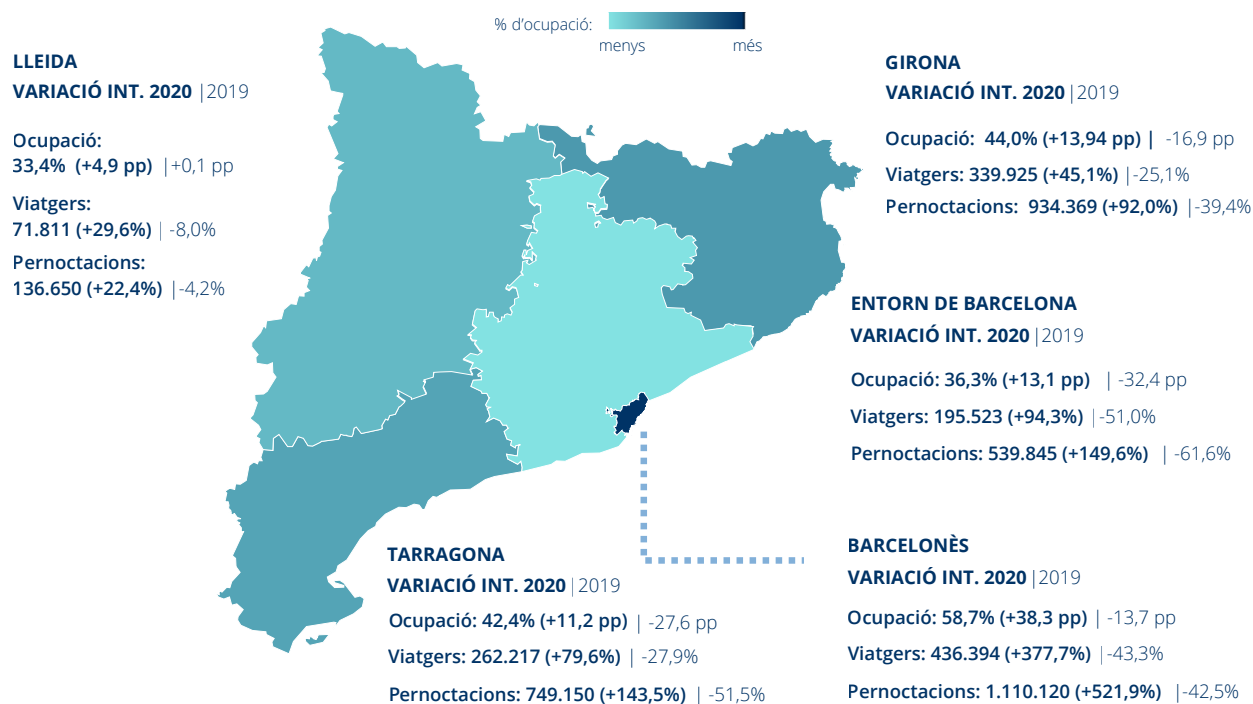 % d’ocupació:
menys
més
LLEIDA
VARIACIÓ INT. 2020 |2019
Ocupació:
33,4% (+4,9 pp) |+0,1 pp
Viatgers:
71.811 (+29,6%) | -8,0%
Pernoctacions:
136.650 (+22,4%) |-4,2%
GIRONA
VARIACIÓ INT. 2020 |2019
Ocupació: 44,0% (+13,94 pp) | -16,9 pp
Viatgers: 339.925 (+45,1%) |-25,1%
Pernoctacions: 934.369 (+92,0%) |-39,4%
ENTORN DE BARCELONA
VARIACIÓ INT. 2020 |2019
Ocupació: 36,3% (+13,1 pp) | -32,4 pp
Viatgers: 195.523 (+94,3%) |-51,0%
Pernoctacions: 539.845 (+149,6%) | -61,6%
TARRAGONA
VARIACIÓ INT. 2020 |2019
Ocupació: 42,4% (+11,2 pp) | -27,6 pp
Viatgers: 262.217 (+79,6%) | -27,9%
Pernoctacions: 749.150 (+143,5%) | -51,5%
BARCELONÈS
VARIACIÓ INT. 2020 |2019
Ocupació: 58,7% (+38,3 pp) | -13,7 pp
Viatgers: 436.394 (+377,7%) |-43,3%
Pernoctacions: 1.110.120 (+521,9%) |-42,5%